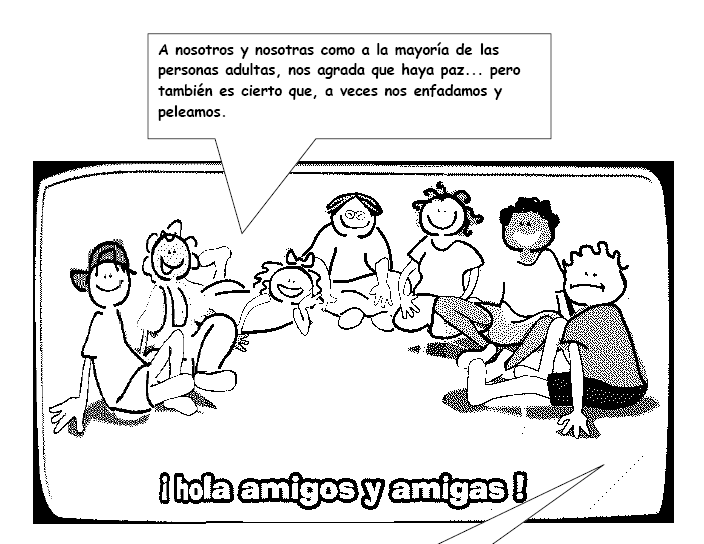 A nosotros y nosotras como a la mayoría de las
personas adultas, nos agrada que haya paz... pero
también es cierto que, a veces nos enfadamos y
peleamos.
¡ hola amigos y amigas !